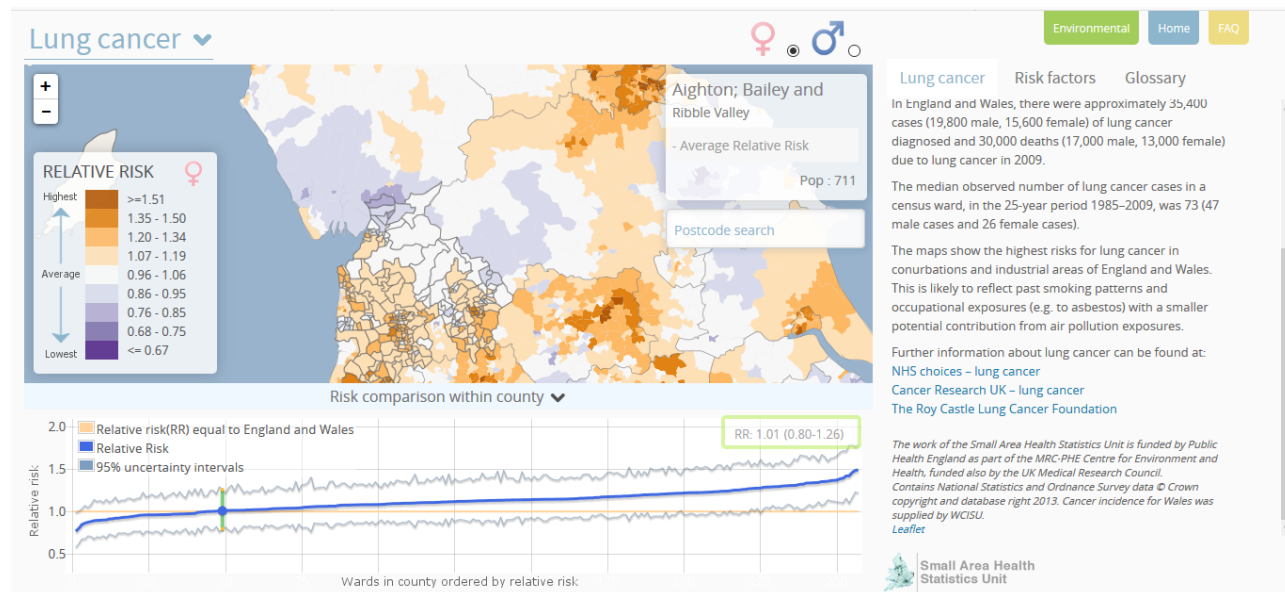 Lung cancer
Environmental
Home
FAQ
+
−
Aighton; Bailey and
Ribble Valley
- Average Relative Risk
Pop : 711
Postcode search
RELATIVE RISK
Highest
Average
Lowest
>=1.51
1.35 - 1.50
1.20 - 1.34
1.07 - 1.19
0.96 - 1.06
0.86 - 0.95
0.76 - 0.85
0.68 - 0.75
<= 0.67
Risk comparison within county
2.0
1.5
1.0
0.5
Relative risk
Relative risk(RR) equal to England and Wales
Relative Risk
95% uncertainty intervals
RR: 1.01 (0.80-1.26)
Wards in county ordered by relative risk
Lung cancer
Risk factors
Glossary
In England and Wales, there were approximately 35,400
cases (19,800 male, 15,600 female) of lung cancer
diagnosed and 30,000 deaths (17,000 male, 13,000 female)
due to lung cancer in 2009.
The median observed number of lung cancer cases in a
census ward, in the 25-year period 1985–2009, was 73 (47
male cases and 26 female cases).
The maps show the highest risks for lung cancer in
conurbations and industrial areas of England and Wales.
This is likely to reflect past smoking patterns and
occupational exposures (e.g. to asbestos) with a smaller
potential contribution from air pollution exposures.
Further information about lung cancer can be found at:
NHS choices – lung cancer
Cancer Research UK – lung cancer
The Roy Castle Lung Cancer Foundation
The work of the Small Area Health Statistics Unit is funded by Public
Health England as part of the MRC-PHE Centre for Environment and
Health, funded also by the UK Medical Research Council.
Contains National Statistics and Ordnance Survey data © Crown
copyright and database right 2013. Cancer incidence for Wales was
supplied by WCISU.
Leaflet
Small Area Health
Statistics Unit